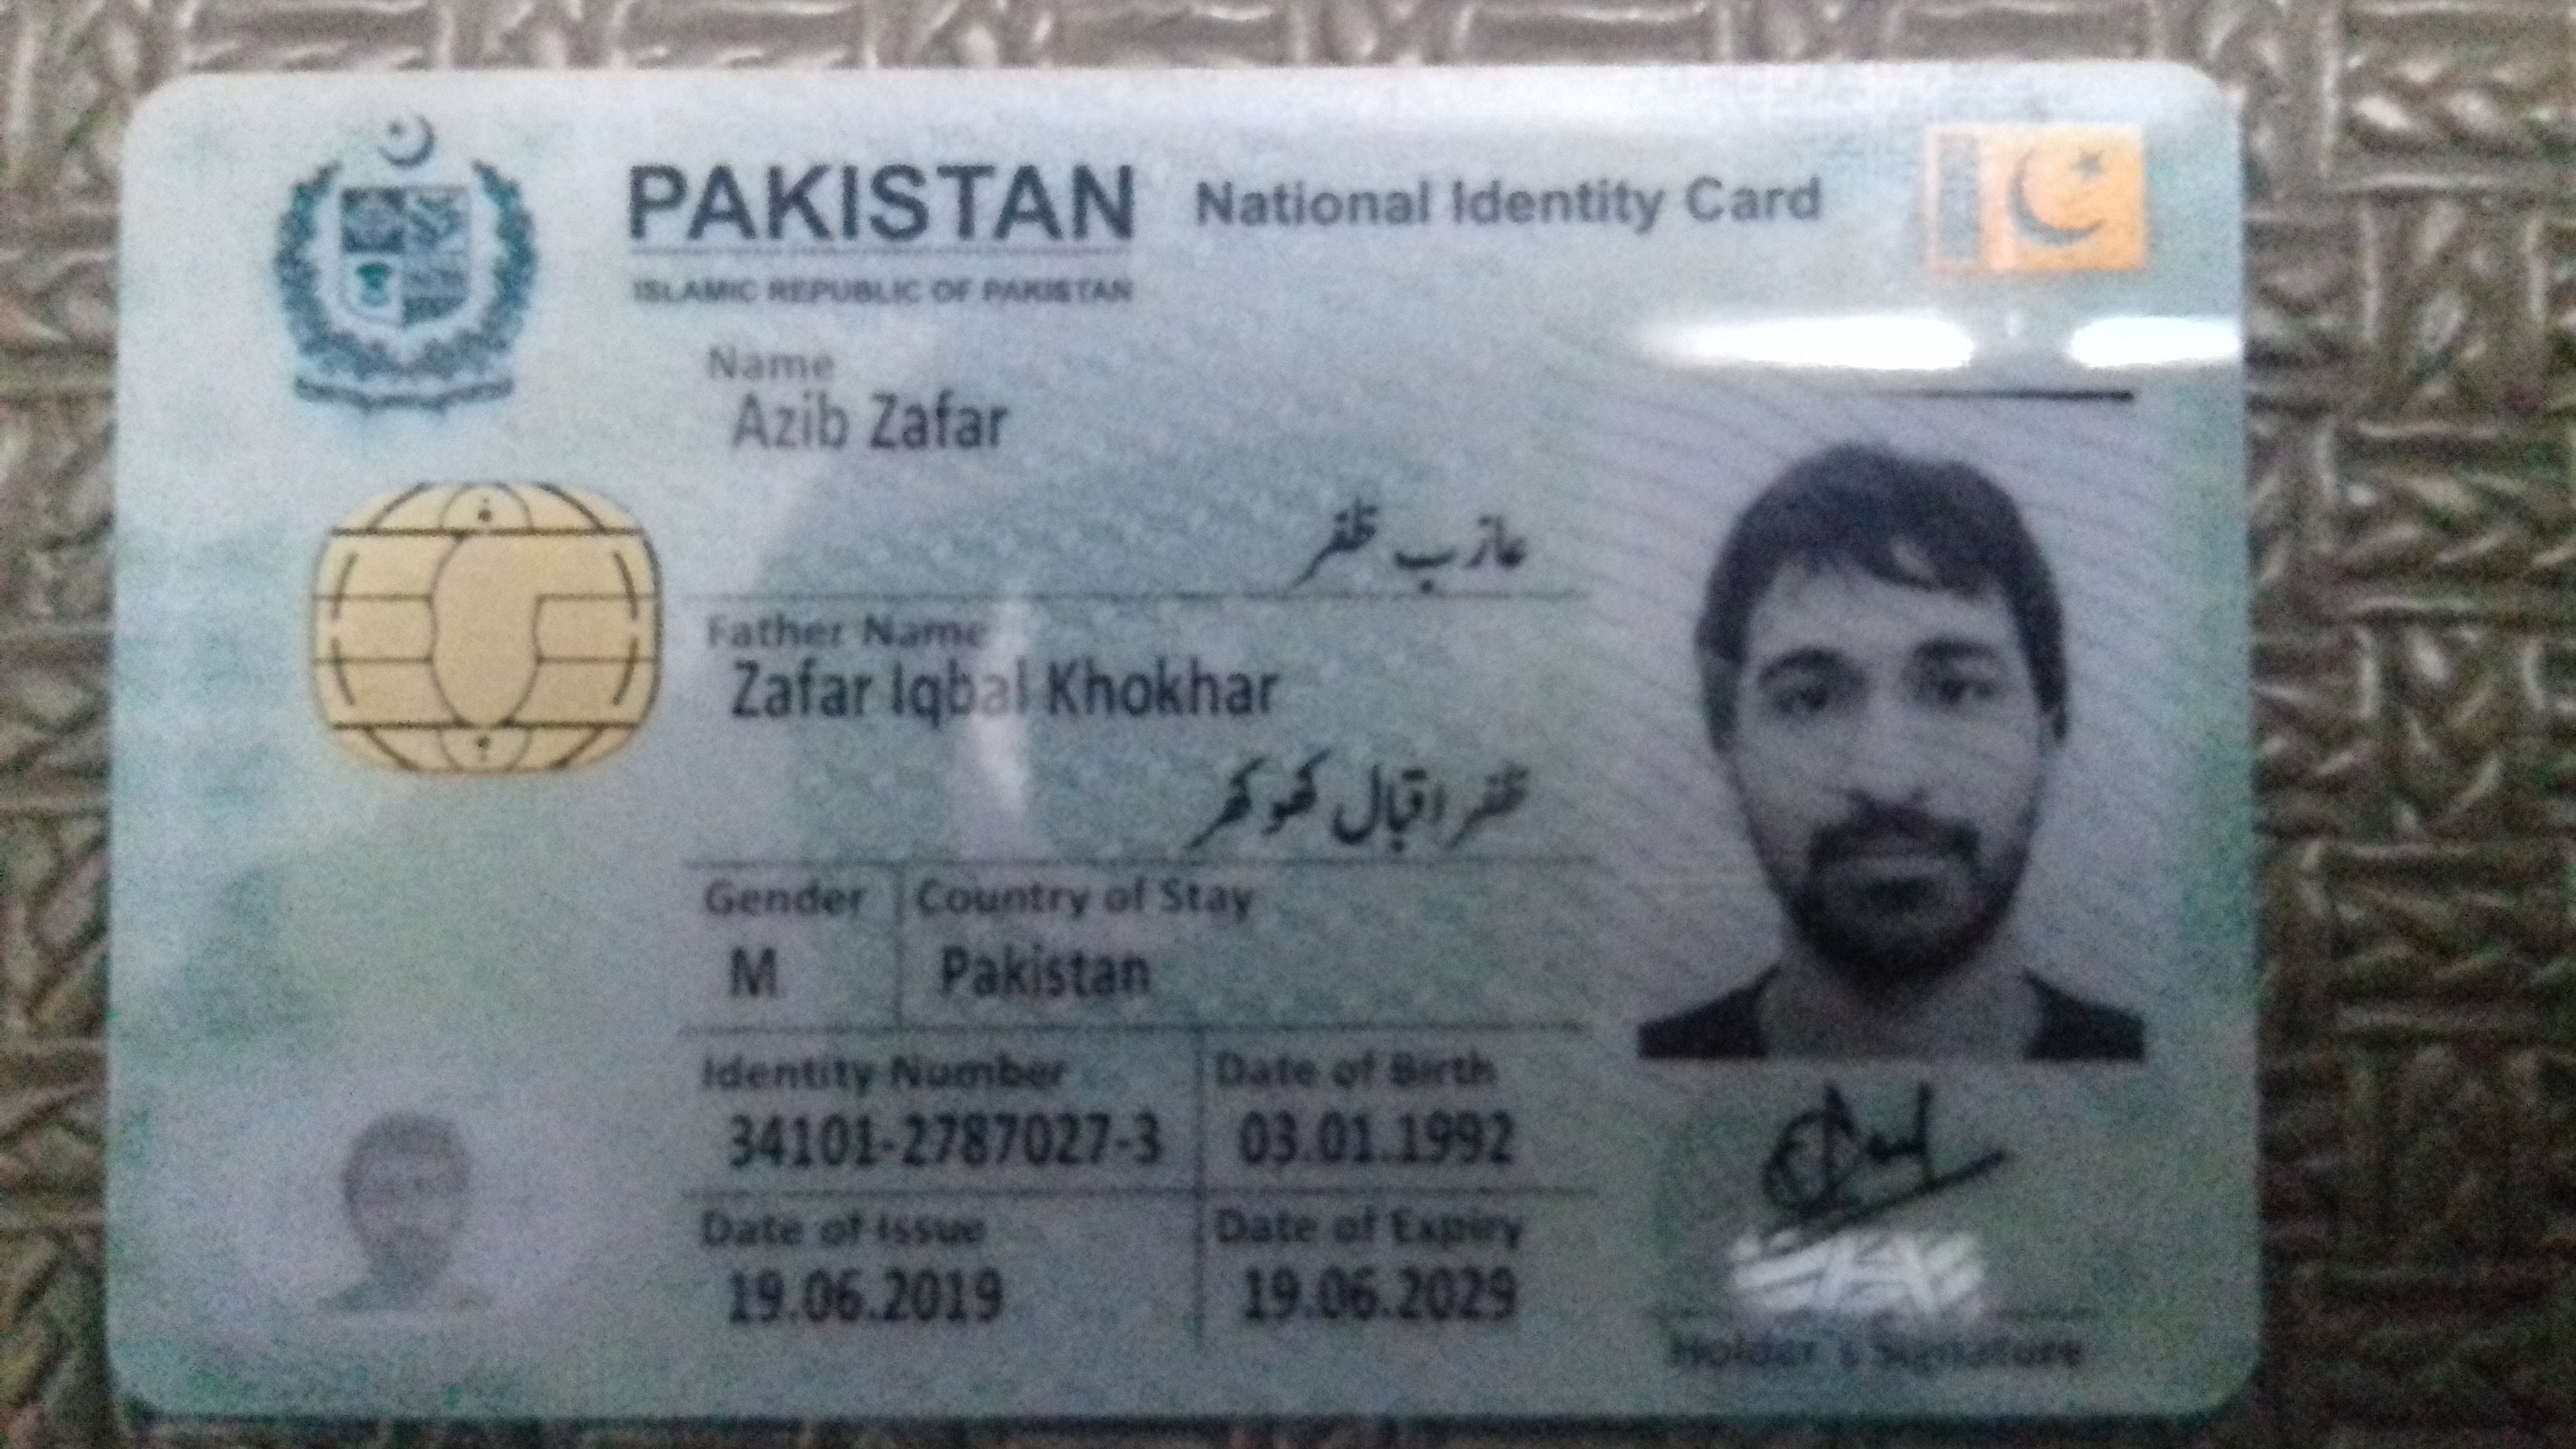 PAKISTAN National Identity Card
ISLAMIC REPUBLIC OF PAKISTAN
Name
Azib Zafar
عازب ظفر
Father Name
Zafar Iqbal Khokhar
ظفر اقبال کھوکھر
Gender Country of Stay
M Pakistan
Identity Number Date of Birth
34101-2787027-3 03.01.1992
Date of Issue Date of Expiry
19.06.2019 19.06.2029
Holder's Signature